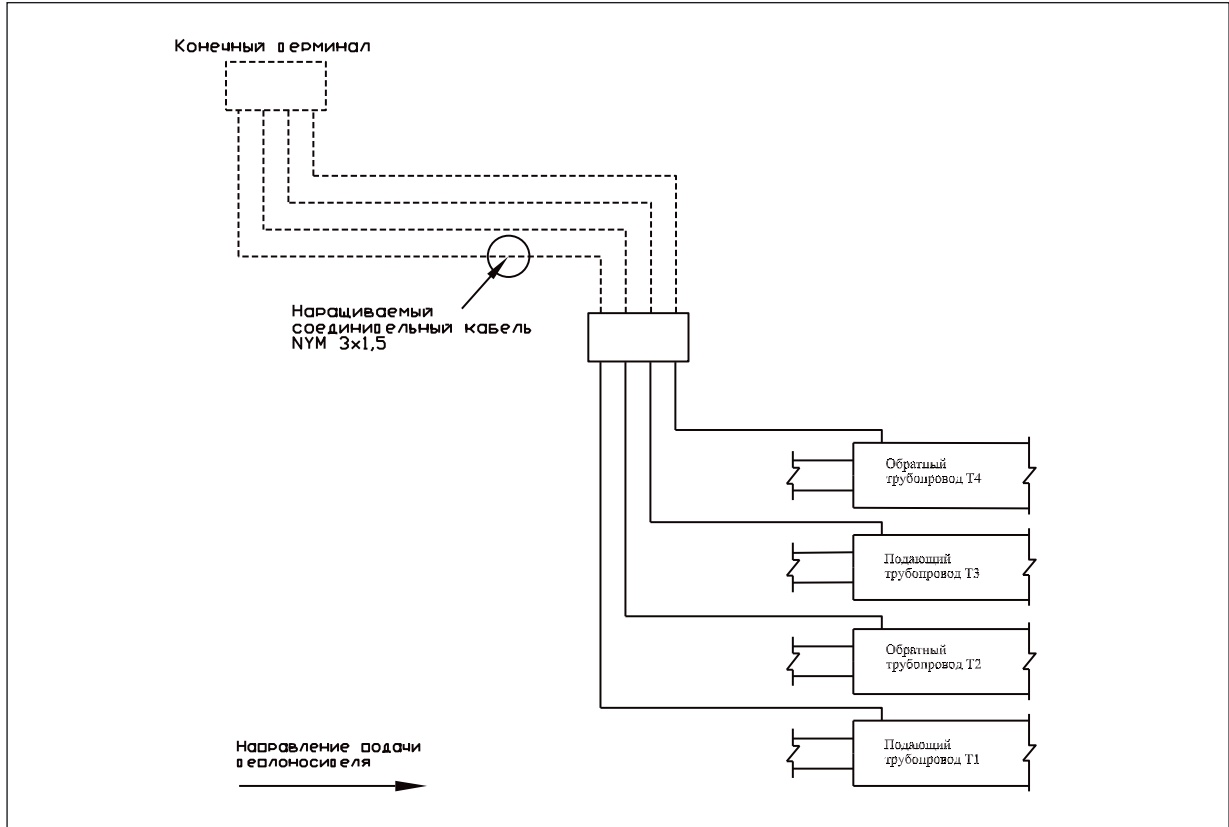 Конечный терминал
Наращиваемый
соединительный кабель
NYM 3x1,5
Обратный
трубопровод Т4
Подающий
трубопровод Т3
Обратный
трубопровод Т2
Подающий
трубопровод Т1
Направление подачи
теплоносителя